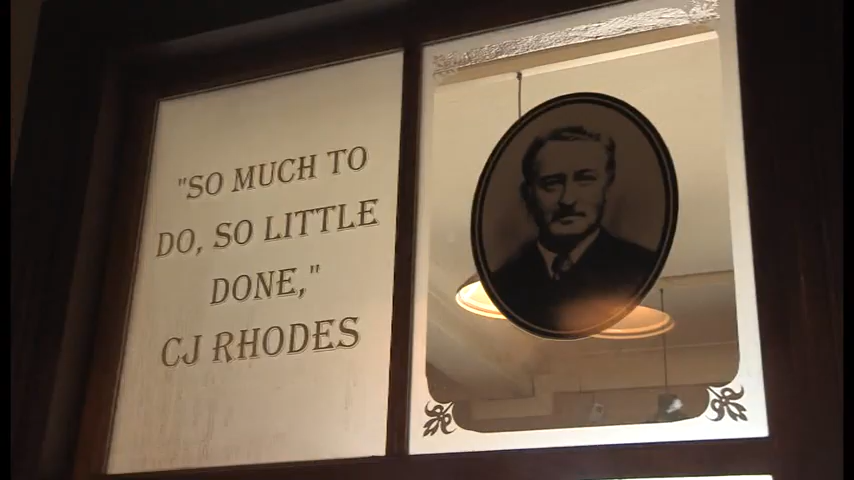 "SO MUCH TO
DO, SO LITTLE
DONE,"
CJ RHODES